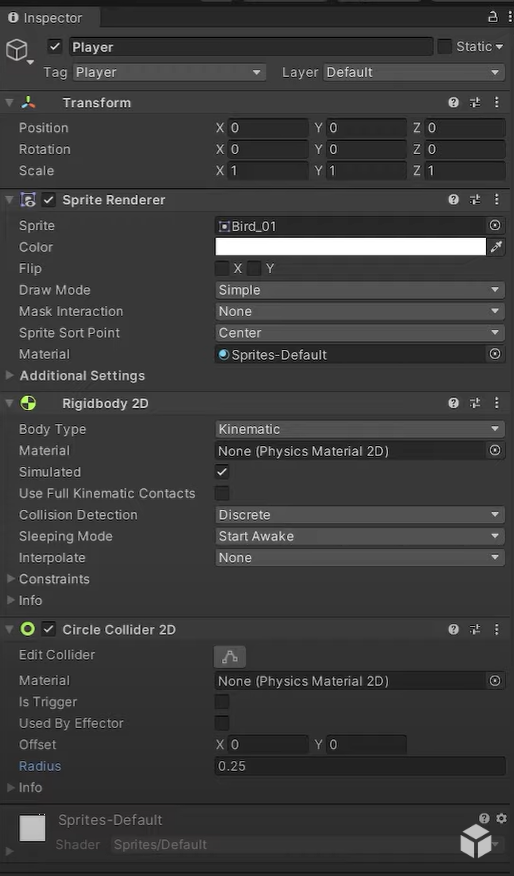 Inspector
Player
Static
Tag Player Layer Default
Transform
Position X 0 Y 0 Z 0
Rotation X 0 Y 0 Z 0
Scale X 1 Y 1 Z 1
Sprite Renderer
Sprite Bird_01
Color
Flip X Y
Draw Mode Simple
Mask Interaction None
Sprite Sort Point Center
Material Sprites-Default
Additional Settings
Rigidbody 2D
Body Type Kinematic
Material None (Physics Material 2D)
Simulated
Use Full Kinematic Contacts
Collision Detection Discrete
Sleeping Mode Start Awake
Interpolate None
Constraints
Info
Circle Collider 2D
Edit Collider
Material None (Physics Material 2D)
Is Trigger
Used By Effector
Offset X 0 Y 0
Radius 0.25
Info
Sprites-Default
Shader Sprites/Default